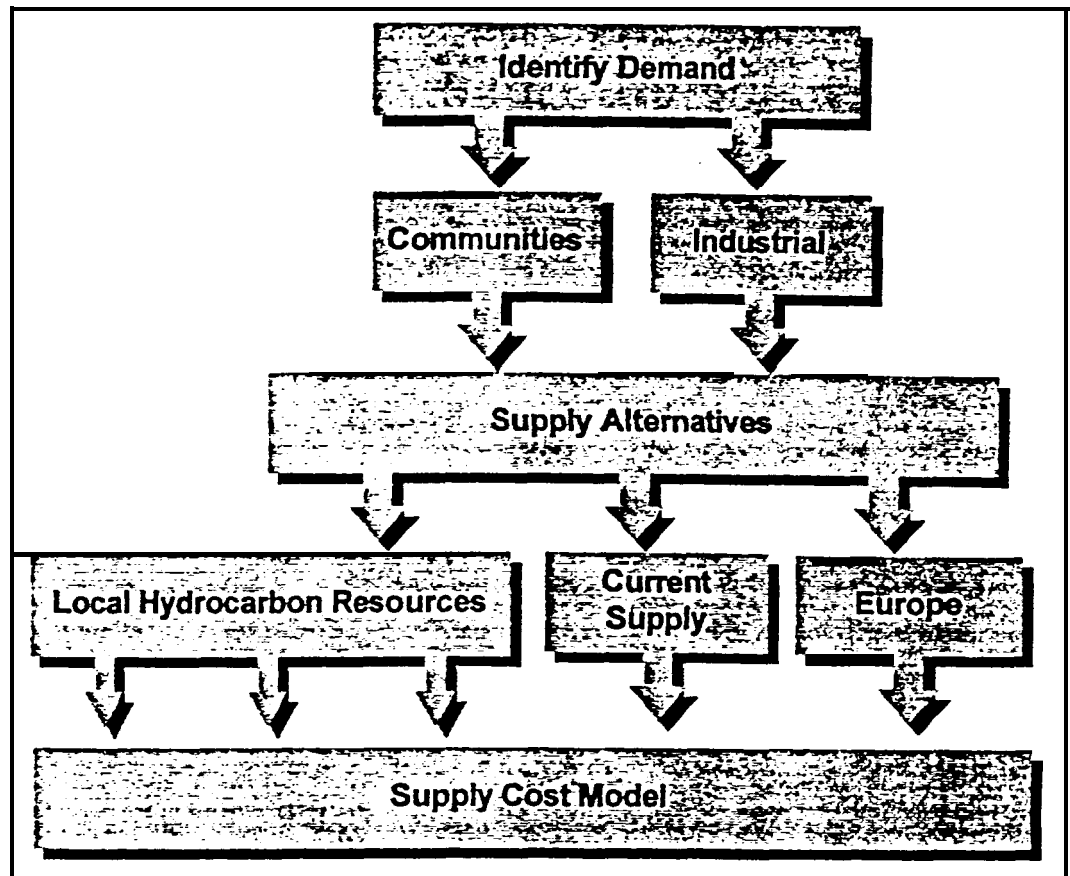 Identify Demand
Communities
Industrial
Supply Alternatives
Local Hydrocarbon Resources
Current
Supply
Europe
Supply Cost Model